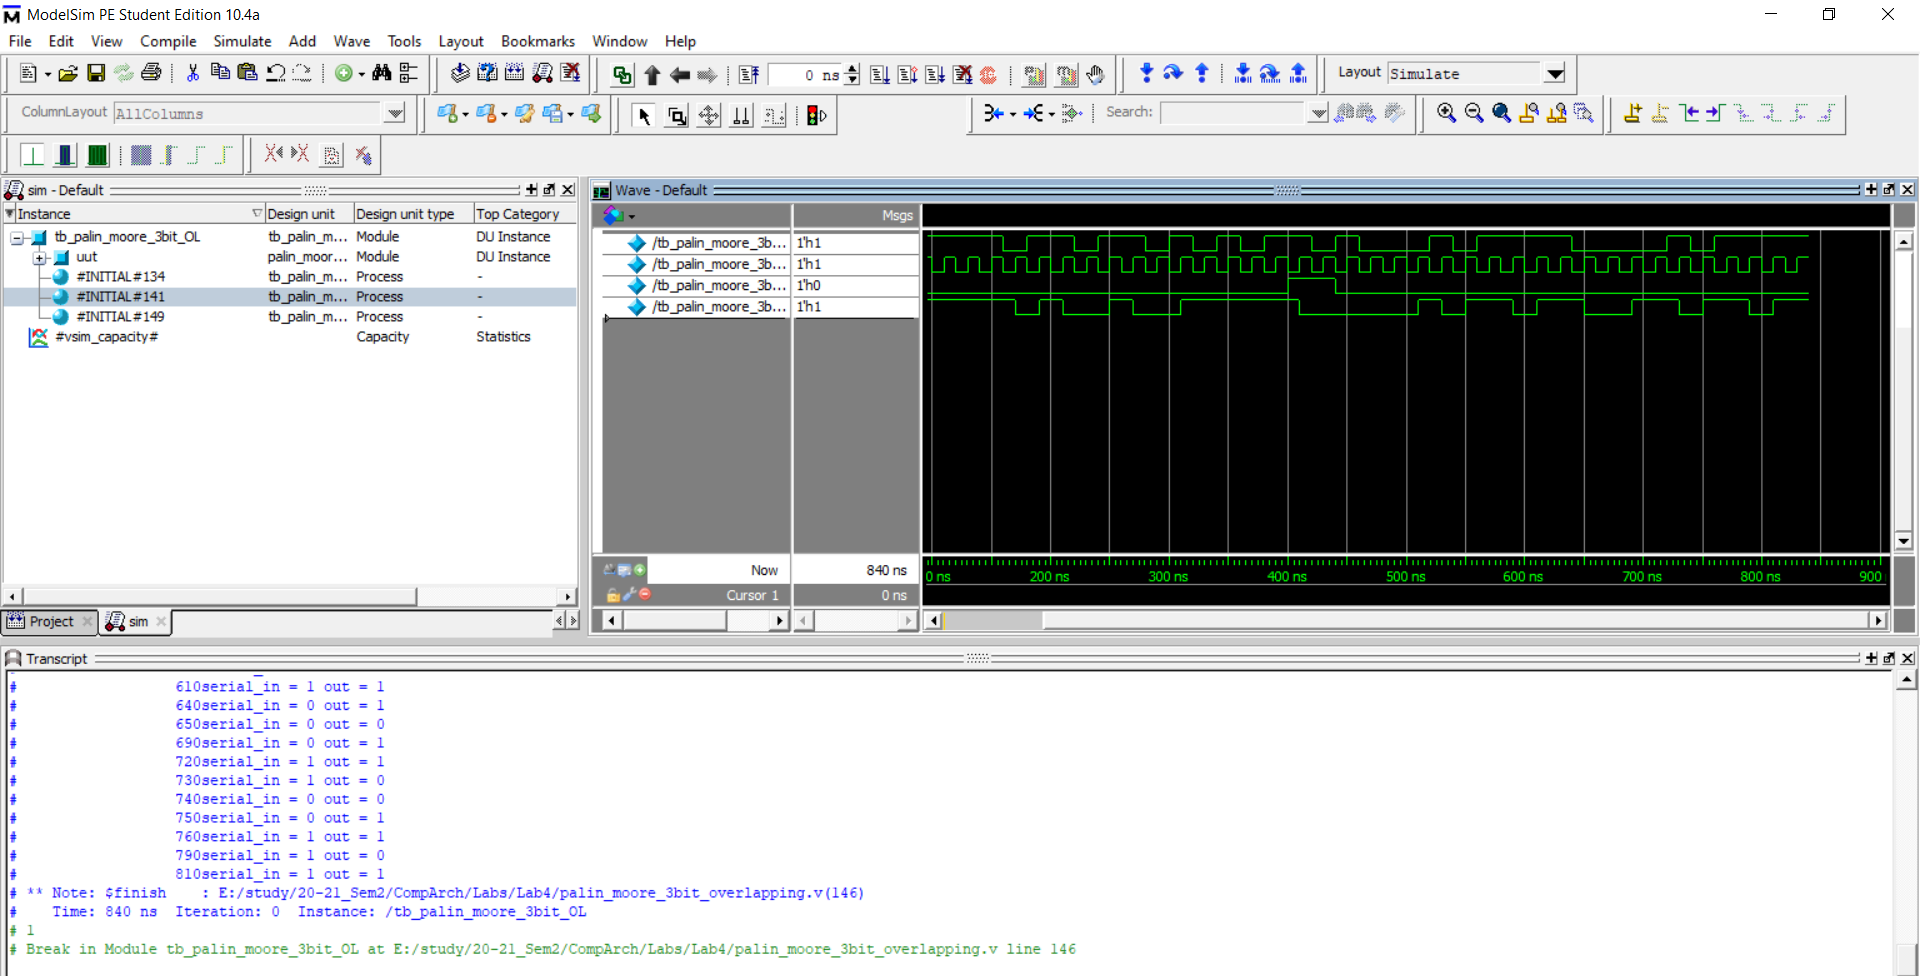 ModelSim PE Student Edition 10.4a
File Edit View Compile Simulate Add Wave Tools Layout Bookmarks Window Help
0 ns
Layout Simulate
ColumnLayout AllColumns
Search:
sim - Default
Instance Design unit Design unit type Top Category
tb_palin_moore_3bit_OL tb_palin_m... Module DU Instance
uut palin_moor... Module DU Instance
#INITIAL#134 tb_palin_m... Process -
#INITIAL#141 tb_palin_m... Process -
#INITIAL#149 tb_palin_m... Process -
#vsim_capacity# Capacity Statistics
Project sim
Wave - Default
Msgs
/tb_palin_moore_3b... 1'h1
/tb_palin_moore_3b... 1'h1
/tb_palin_moore_3b... 1'h0
/tb_palin_moore_3b... 1'h1
Now 840 ns
Cursor 1 0 ns
0 ns 200 ns 300 ns 400 ns 500 ns 600 ns 700 ns 800 ns 900
Transcript
# 610serial_in = 1 out = 1
# 640serial_in = 0 out = 1
# 650serial_in = 0 out = 0
# 690serial_in = 0 out = 1
# 720serial_in = 1 out = 1
# 730serial_in = 1 out = 0
# 740serial_in = 0 out = 0
# 750serial_in = 0 out = 1
# 760serial_in = 1 out = 1
# 790serial_in = 1 out = 0
# 810serial_in = 1 out = 1
# ** Note: $finish : E:/study/20-21_Sem2/CompArch/Labs/Lab4/palin_moore_3bit_overlapping.v(146)
# Time: 840 ns Iteration: 0 Instance: /tb_palin_moore_3bit_OL
# 1
# Break in Module tb_palin_moore_3bit_OL at E:/study/20-21_Sem2/CompArch/Labs/Lab4/palin_moore_3bit_overlapping.v line 146